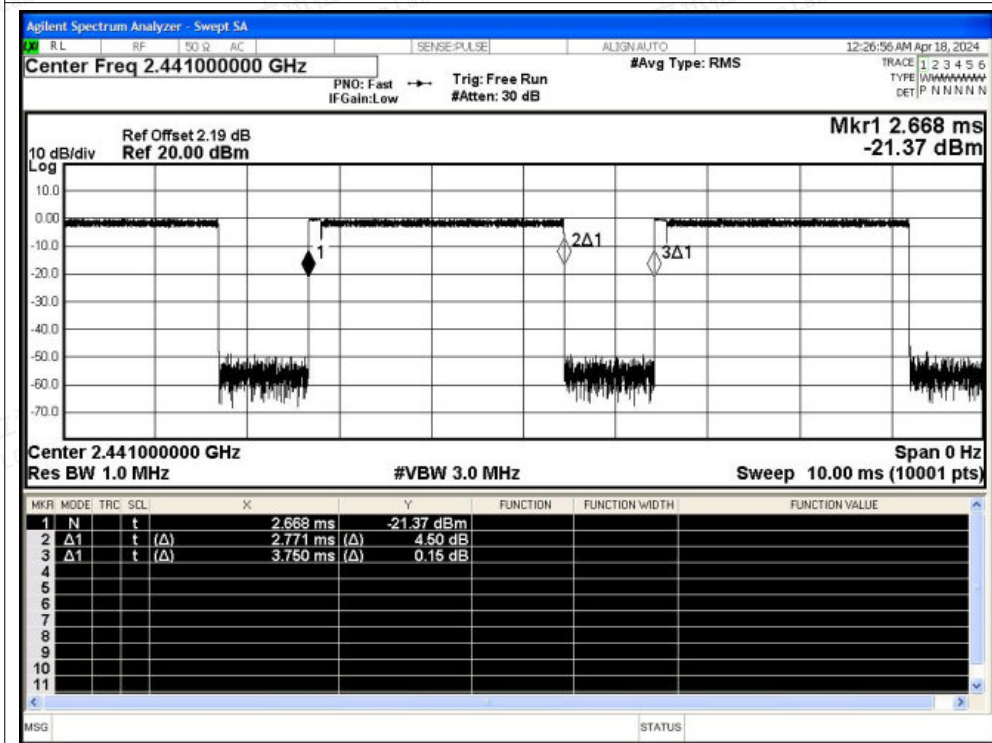 Agilent Spectrum Analyzer - Swept SA
LXI RL RF 50 Ω AC SENSE:PULSE ALIGN AUTO 12:26:56 AM Apr 18, 2024
Center Freq 2.441000000 GHz #Avg Type: RMS TRACE 1 2 3 4 5 6
PNO: Fast Trig: Free Run TYPE WWWWWW
IFGain:Low #Atten: 30 dB DET P N N N N N
Mkr1 2.668 ms
-21.37 dBm
Ref Offset 2.19 dB
10 dB/div Ref 20.00 dBm
Log
10.0
0.00
2Δ1
-10.0
1 3Δ1
-20.0
-30.0
-40.0
-50.0
-60.0
-70.0
Center 2.441000000 GHz Span 0 Hz
Res BW 1.0 MHz #VBW 3.0 MHz Sweep 10.00 ms (10001 pts)
MKR MODE TRC SCL X Y FUNCTION FUNCTION WIDTH FUNCTION VALUE
1 N t 2.668 ms -21.37 dBm
2 Δ1 t (Δ) 2.771 ms (Δ) 4.50 dB
3 Δ1 t (Δ) 3.750 ms (Δ) 0.15 dB
4
5
6
7
8
9
10
11
MSG STATUS